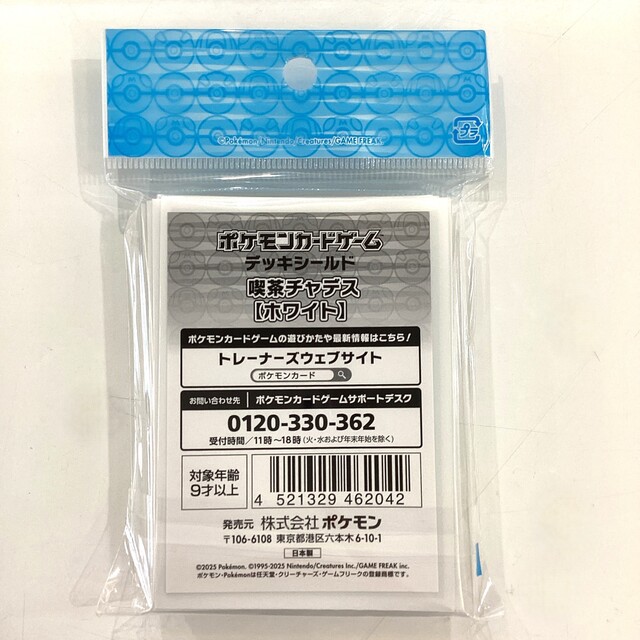 ©Pokémon/Nintendo/Creatures/GAME FREAK
プラ
ポケモンカードゲーム
デッキシールド
喫茶チャデス
【ホワイト】
ポケモンカードゲームの遊びかたや最新情報はこちら！
トレーナーズウェブサイト
ポケモンカード
お問い合わせ先 ポケモンカードゲームサポートデスク
0120-330-362
受付時間／11時～18時(火・水および年末年始を除く)
対象年齢
9才以上
4 521329 462042
発売元 株式会社ポケモン
〒106-6108 東京都港区六本木6-10-1
日本製
©2025 Pokémon. ©1995-2025 Nintendo/Creatures Inc./GAME FREAK inc.
ポケモン・Pokémonは任天堂・クリーチャーズ・ゲームフリークの登録商標です。